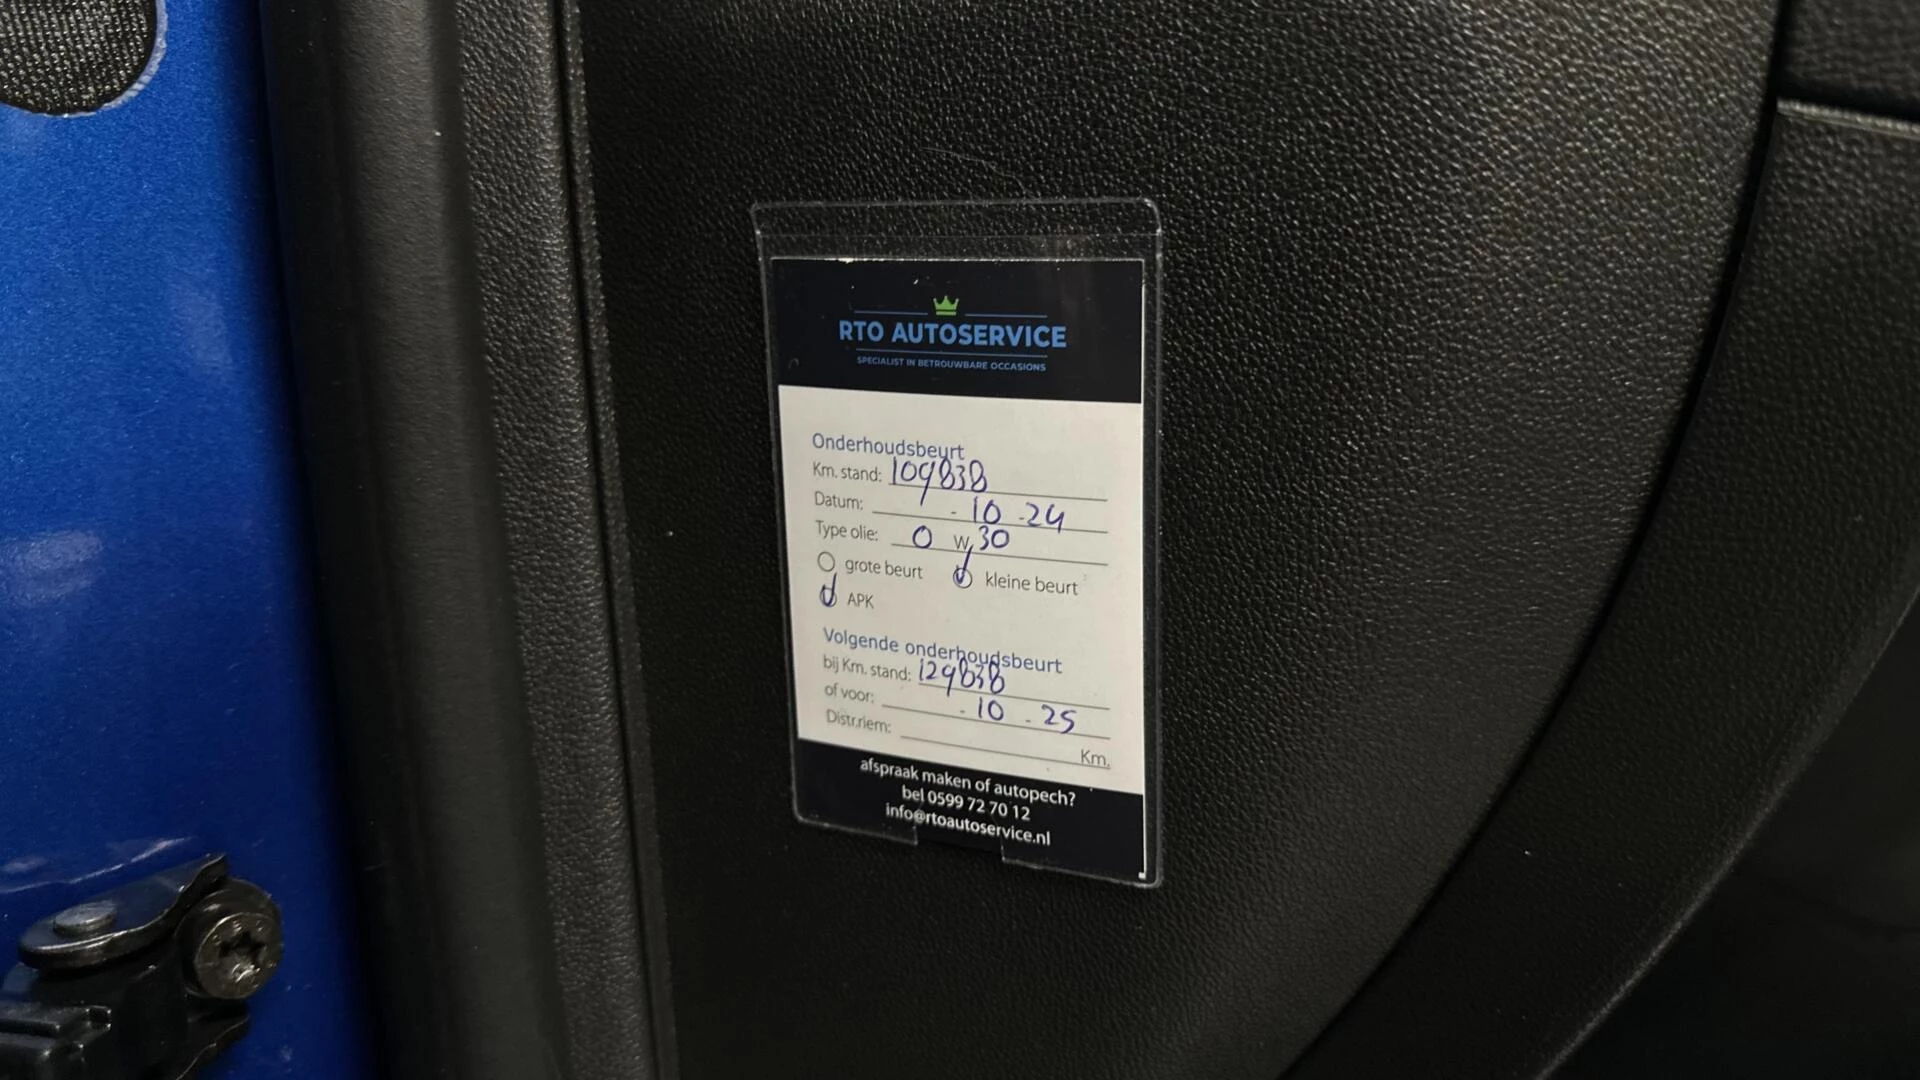 RTO AUTOSERVICE
SPECIALIST IN BETROUWBARE OCCASIONS
Onderhoudsbeurt
Km. stand: 109838
Datum: - 10 - 24
Type olie: 0 W 30
grote beurt kleine beurt
APK
Volgende onderhoudsbeurt
bij Km. stand: 129838
of voor: - 10 - 25
Distr.riem: Km.
afspraak maken of autopech?
bel 0599 72 70 12
info@rtoautoservice.nl